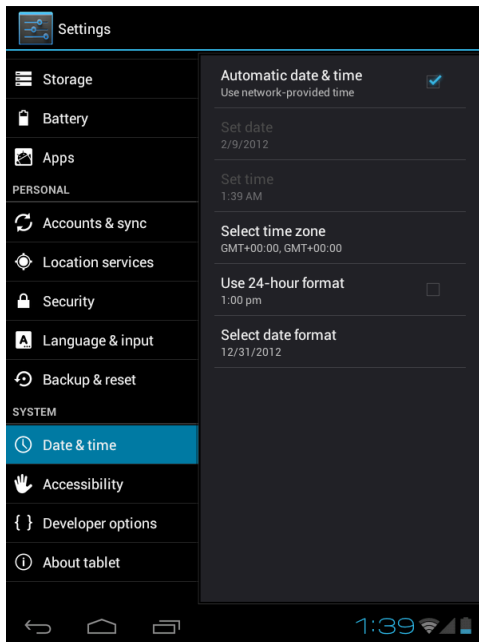 Settings
Storage
Battery
Apps
PERSONAL
Accounts & sync
Location services
Security
Language & input
Backup & reset
SYSTEM
Date & time
Accessibility
{ } Developer options
About tablet
Automatic date & time
Use network-provided time
Set date
2/9/2012
Set time
1:39 AM
Select time zone
GMT+00:00, GMT+00:00
Use 24-hour format
1:00 pm
Select date format
12/31/2012
1:39